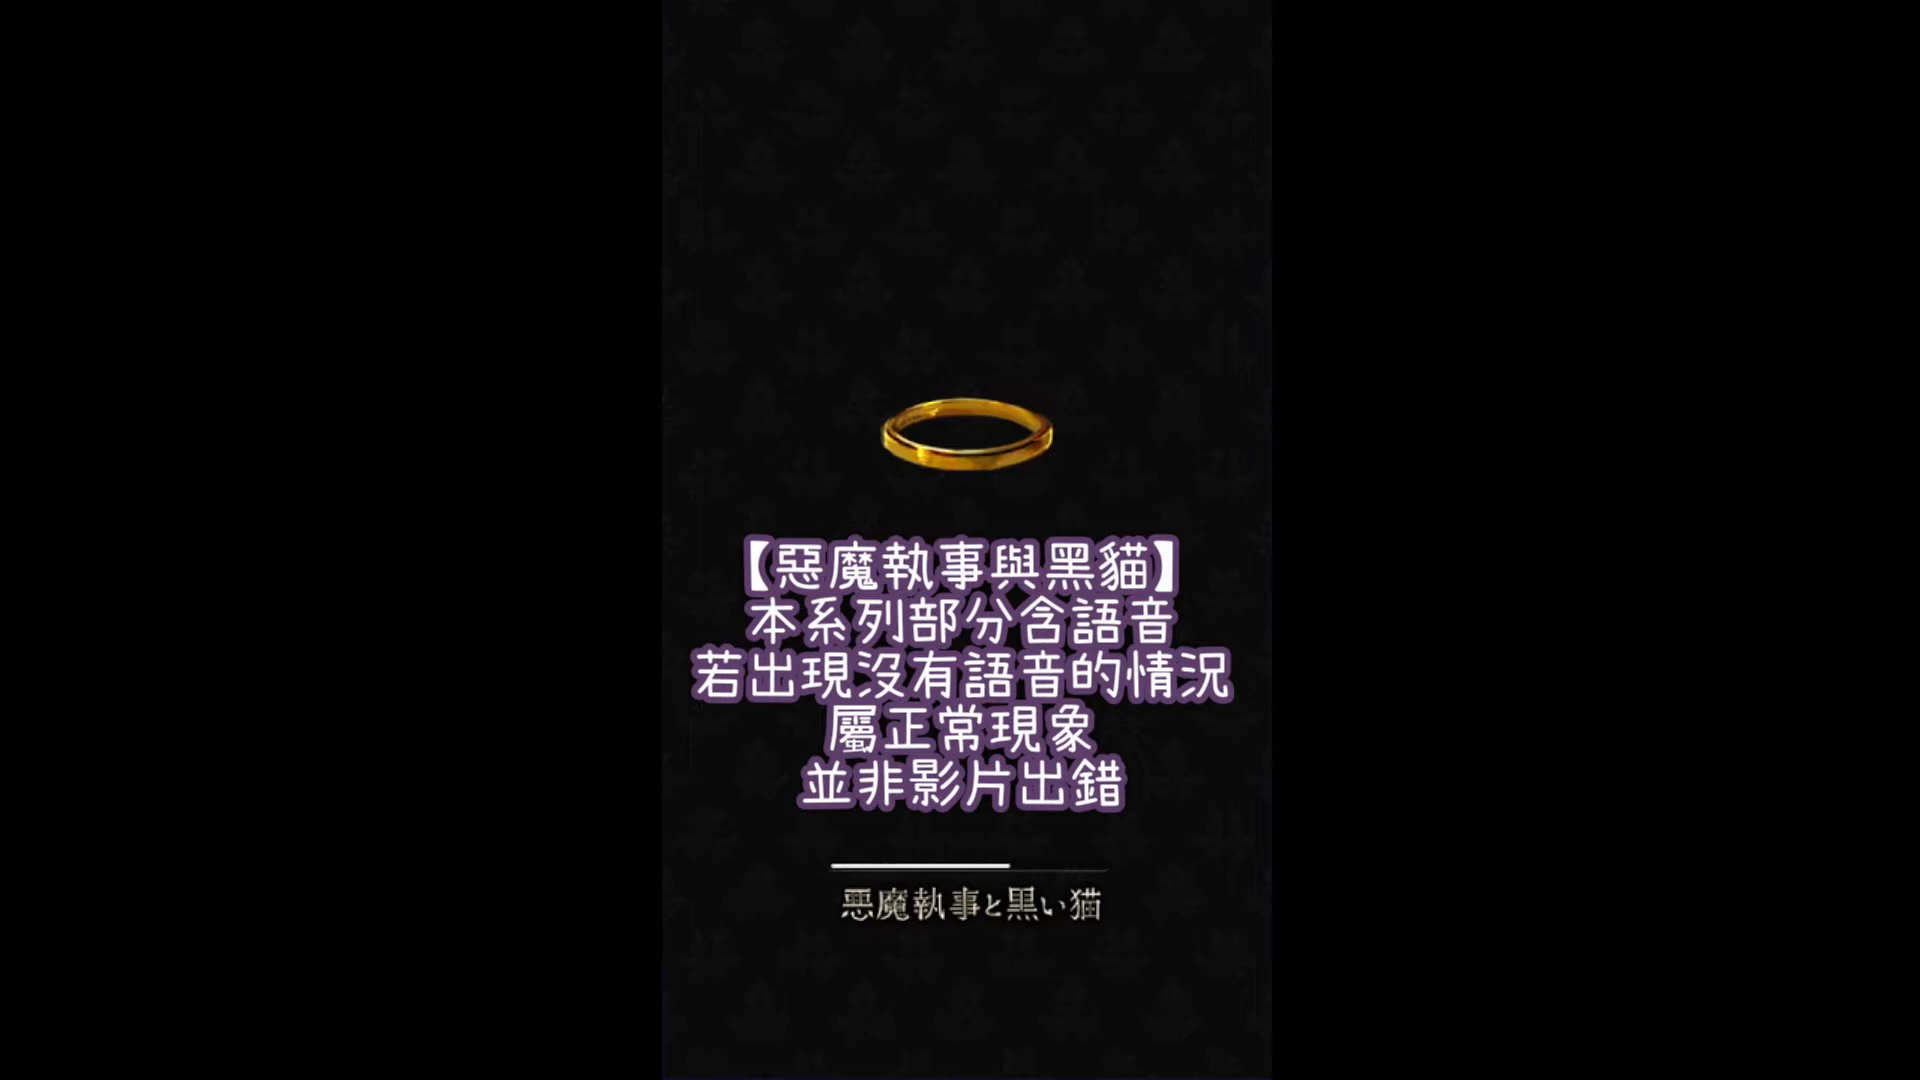 【惡魔執事與黑貓】
本系列部分含語音
若出現沒有語音的情況
屬正常現象
並非影片出錯
悪魔執事と黒い猫